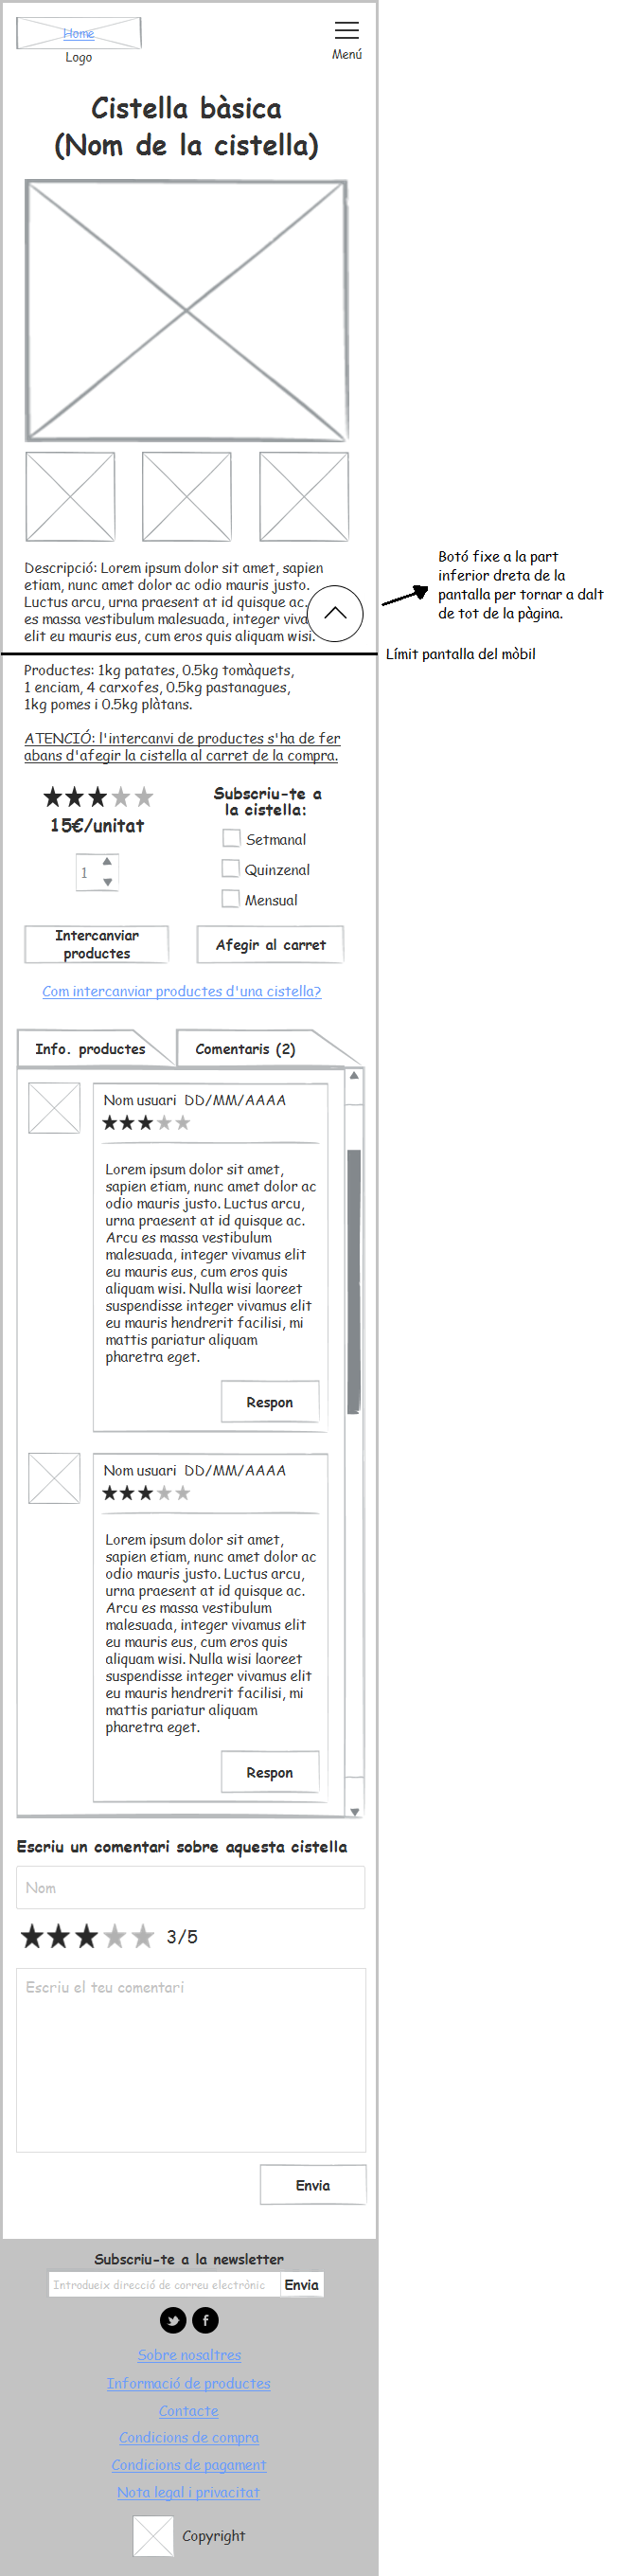 Home
Logo
Menú
Cistella bàsica
(Nom de la cistella)
Descripció: Lorem ipsum dolor sit amet, sapien
etiam, nunc amet dolor ac odio mauris justo.
Luctus arcu, urna praesent at id quisque ac.
es massa vestibulum malesuada, integer viva
elit eu mauris eus, cum eros quis aliquam wisi.
Botó fixe a la part
inferior dreta de la
pantalla per tornar a dalt
de tot de la pàgina.
Límit pantalla del mòbil
Productes: 1kg patates, 0.5kg tomàquets,
1 enciam, 4 carxofes, 0.5kg pastanagues,
1kg pomes i 0.5kg plàtans.
ATENCIÓ: l'intercanvi de productes s'ha de fer
abans d'afegir la cistella al carret de la compra.
15€/unitat
1
Subscriu-te a
la cistella:
Setmanal
Quinzenal
Mensual
Intercanviar
productes
Afegir al carret
Com intercanviar productes d'una cistella?
Info. productes
Comentaris (2)
Nom usuari DD/MM/AAAA
Lorem ipsum dolor sit amet,
sapien etiam, nunc amet dolor ac
odio mauris justo. Luctus arcu,
urna praesent at id quisque ac.
Arcu es massa vestibulum
malesuada, integer vivamus elit
eu mauris eus, cum eros quis
aliquam wisi. Nulla wisi laoreet
suspendisse integer vivamus elit
eu mauris hendrerit facilisi, mi
mattis pariatur aliquam
pharetra eget.
Respon
Nom usuari DD/MM/AAAA
Lorem ipsum dolor sit amet,
sapien etiam, nunc amet dolor ac
odio mauris justo. Luctus arcu,
urna praesent at id quisque ac.
Arcu es massa vestibulum
malesuada, integer vivamus elit
eu mauris eus, cum eros quis
aliquam wisi. Nulla wisi laoreet
suspendisse integer vivamus elit
eu mauris hendrerit facilisi, mi
mattis pariatur aliquam
pharetra eget.
Respon
Escriu un comentari sobre aquesta cistella
Nom
3/5
Escriu el teu comentari
Envia
Subscriu-te a la newsletter
Introdueix direcció de correu electrònic
Envia
Sobre nosaltres
Informació de productes
Contacte
Condicions de compra
Condicions de pagament
Nota legal i privacitat
Copyright